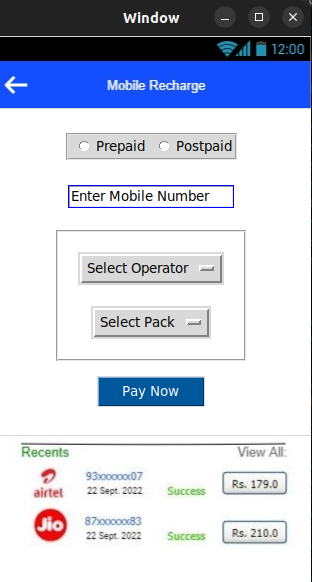 Window
12:00
Mobile Recharge
Prepaid Postpaid
Enter Mobile Number
Select Operator
Select Pack
Pay Now
Recents View All:
airtel 93xxxxxx07 22 Sept. 2022 Success Rs. 179.0
Jio 87xxxxxx83 22 Sept. 2022 Success Rs. 210.0